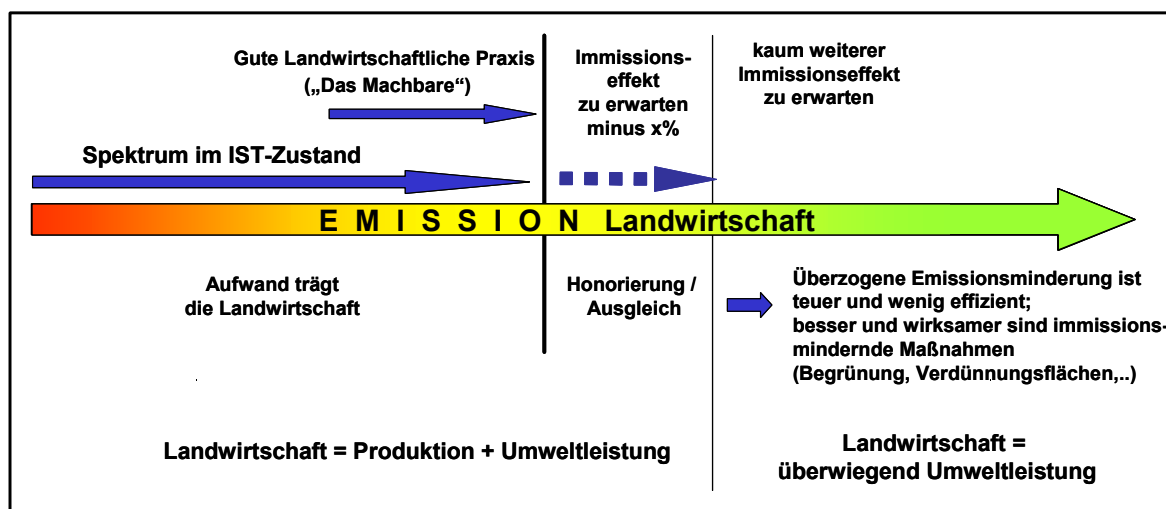 Gute Landwirtschaftliche Praxis
(„Das Machbare“)
Immissions-
effekt
zu erwarten
minus x%
kaum weiterer
Immissionseffekt
zu erwarten
Spektrum im IST-Zustand
E M I S S I O N Landwirtschaft
Aufwand trägt
die Landwirtschaft
Honorierung /
Ausgleich
Überzogene Emissionsminderung ist
teuer und wenig effizient;
besser und wirksamer sind immissions-
mindernde Maßnahmen
(Begrünung, Verdünnungsflächen,..)
Landwirtschaft = Produktion + Umweltleistung
Landwirtschaft =
überwiegend Umweltleistung